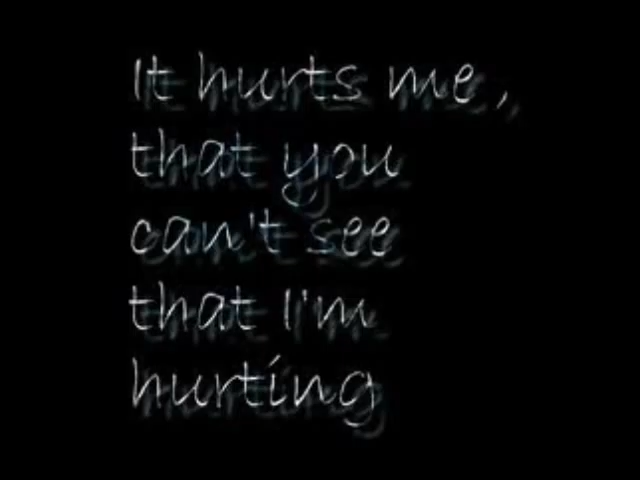 It hurts me,
that you
can't see
that I'm
hurting